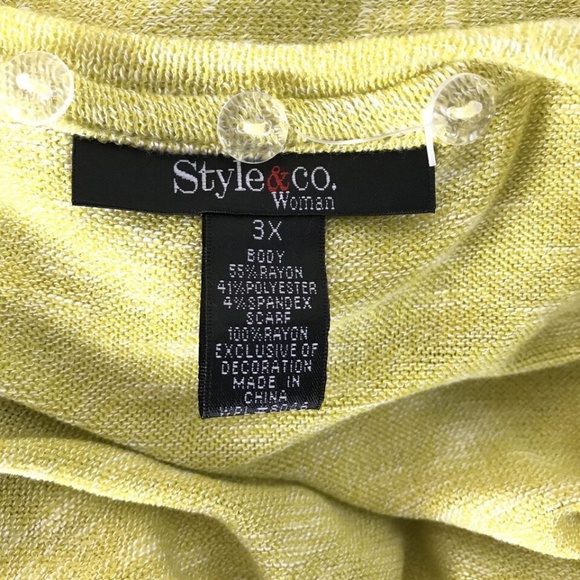 Style&co.
Woman
3X
BODY
55%RAYON
41%POLYESTER
4%SPANDEX
SCARF
100%RAYON
EXCLUSIVE OF
DECORATION
MADE IN
CHINA
WPL